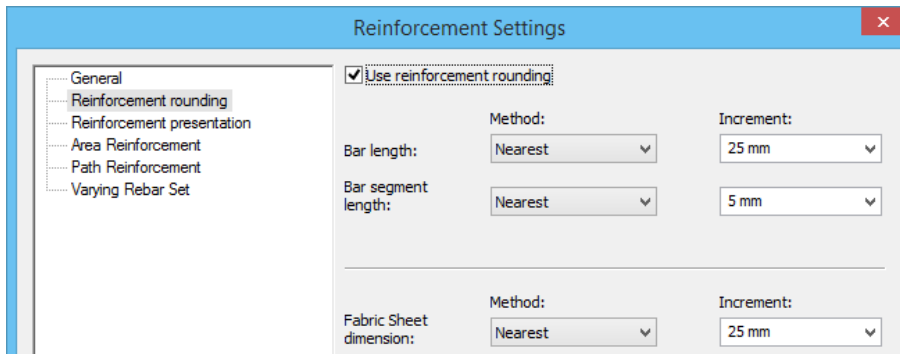 Reinforcement Settings
General
Reinforcement rounding
Reinforcement presentation
Area Reinforcement
Path Reinforcement
Varying Rebar Set
Use reinforcement rounding
Method: Increment:
Bar length: Nearest 25 mm
Bar segment
length: Nearest 5 mm
Method: Increment:
Fabric Sheet
dimension: Nearest 25 mm